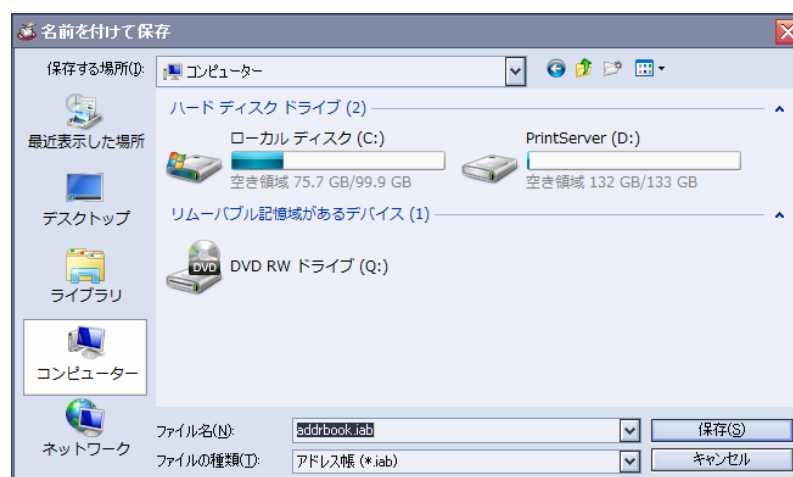 名前を付けて保存
保存する場所(I):
コンピューター
最近表示した場所
デスクトップ
ライブラリ
コンピューター
ネットワーク
ハード ディスク ドライブ (2)
ローカル ディスク (C:)
空き領域 75.7 GB/99.9 GB
PrintServer (D:)
空き領域 132 GB/133 GB
リムーバブル記憶域があるデバイス (1)
DVD
DVD RW ドライブ (Q:)
ファイル名(N):
addrbook.iab
保存(S)
ファイルの種類(T):
アドレス帳 (*.iab)
キャンセル